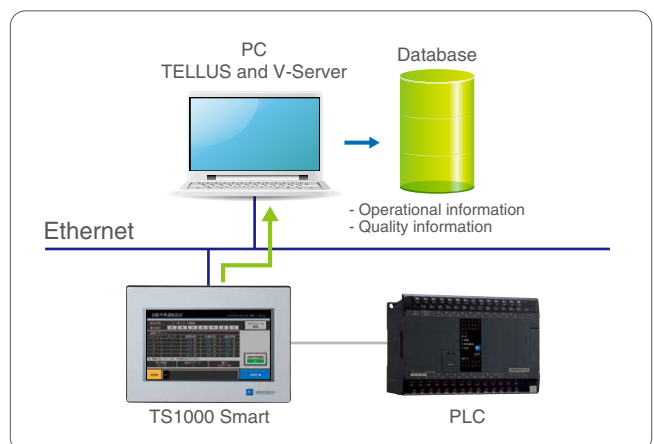 PC
TELLUS and V-Server
Database
- Operational information
- Quality information
Ethernet
TS1000 Smart
PLC